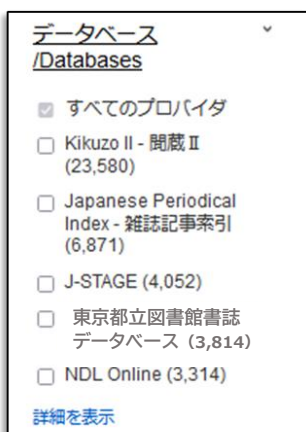 データベース
/Databases
すべてのプロバイダ
Kikuzo II - 聞蔵Ⅱ
(23,580)
Japanese Periodical
Index - 雑誌記事索引
(6,871)
J-STAGE (4,052)
東京都立図書館書誌
データベース（3,814）
NDL Online (3,314)
詳細を表示